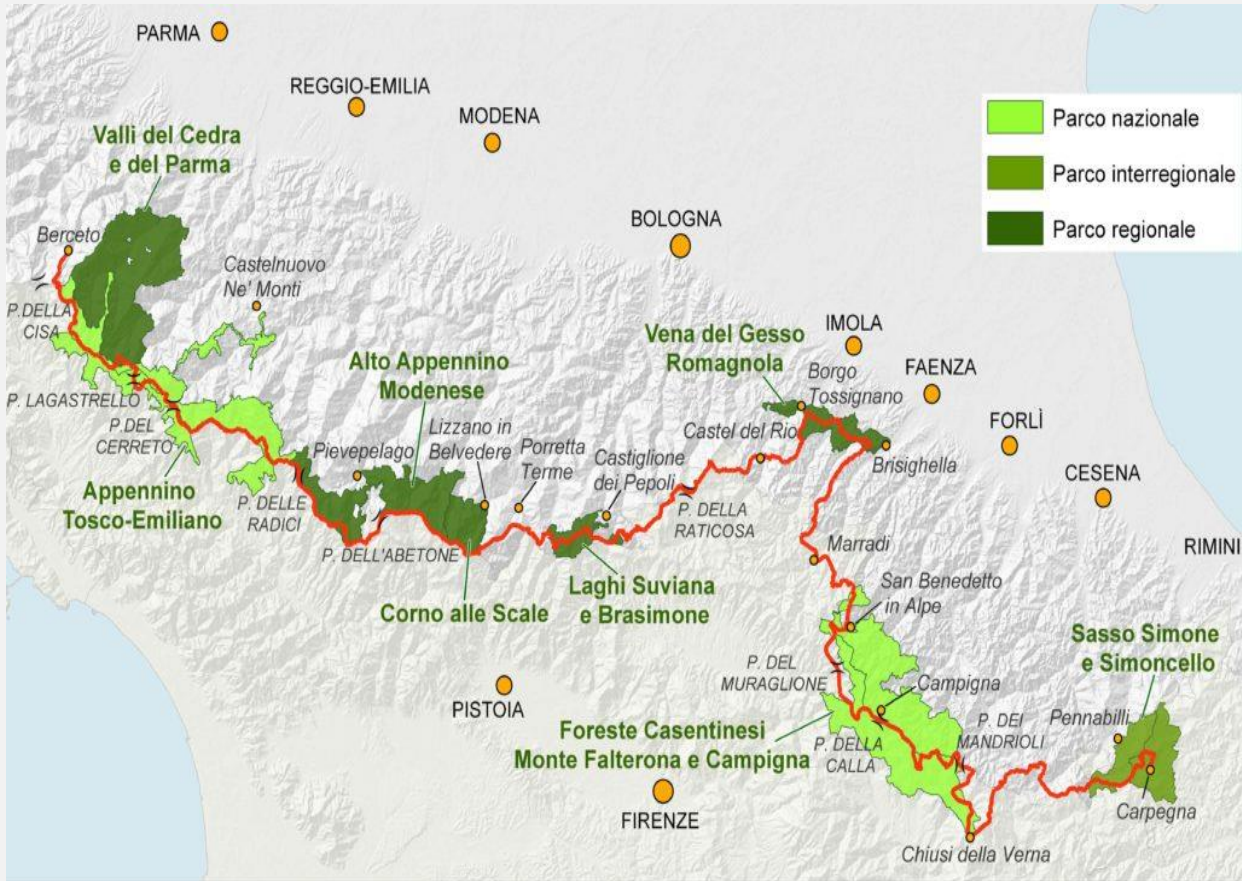 PARMA
REGGIO-EMILIA
MODENA
Valli del Cedra
e del Parma
Parco nazionale
Parco interregionale
Parco regionale
BOLOGNA
Berceto
Castelnuovo
Ne' Monti
P.DELLA
CISA
IMOLA
Vena del Gesso
Romagnola
Borgo
Tossignano
FAENZA
Alto Appennino
Modenese
P. LAGASTRELLO
P. DEL
CERRETO
Pievepelago
Lizzano in
Belvedere
Porretta
Terme
Castiglione
dei Pepoli
Castel del Rio
Brisighella
FORLÌ
CESENA
Appennino
Tosco-Emiliano
P. DELLE
RADICI
P. DELL'ABETONE
P. DELLA
RATICOSA
Marradi
RIMINI
Corno alle Scale
Laghi Suviana
e Brasimone
San Benedetto
in Alpe
Sasso Simone
e Simoncello
P. DEL
MURAGLIONE
Campigna
PISTOIA
Foreste Casentinesi
Monte Falterona e Campigna
P. DELLA
CALLA
P. DEI
MANDRIOLI
Pennabilli
Carpegna
FIRENZE
Chiusi della Verna